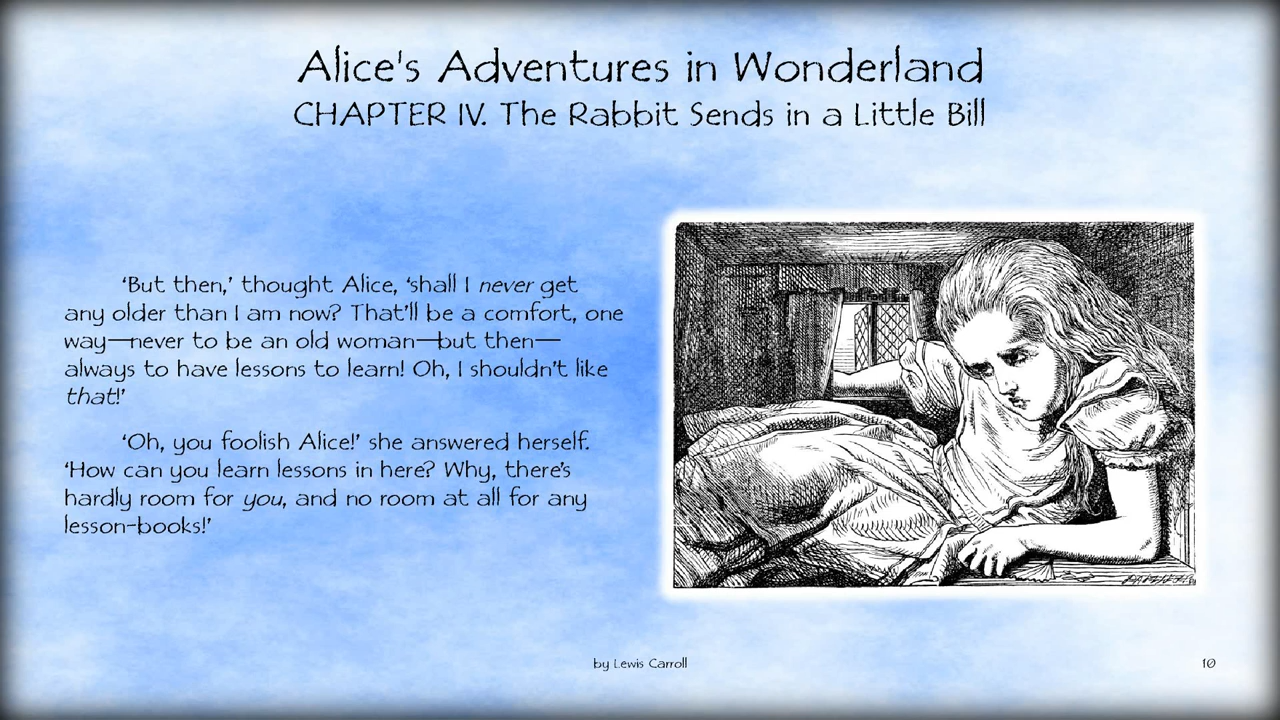 Alice's Adventures in Wonderland
CHAPTER IV. The Rabbit Sends in a Little Bill
‘But then,’ thought Alice, ‘shall I never get
any older than I am now? That’ll be a comfort, one
way—never to be an old woman—but then—
always to have lessons to learn! Oh, I shouldn’t like
that!’
‘Oh, you foolish Alice!’ she answered herself.
‘How can you learn lessons in here? Why, there’s
hardly room for you, and no room at all for any
lesson-books!’
by Lewis Carroll
10